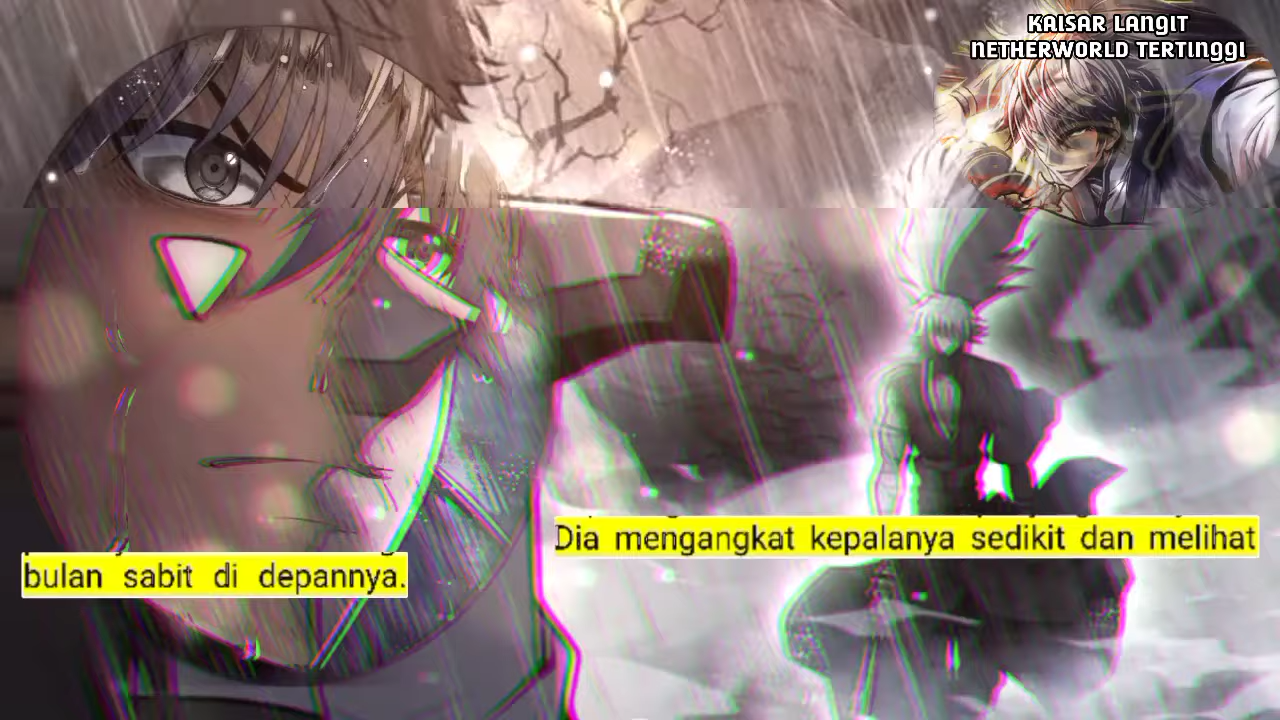 KAISAR LANGIT
NETHERWORLD TERTINGGI
Dia mengangkat kepalanya sedikit dan melihat
bulan sabit di depannya.